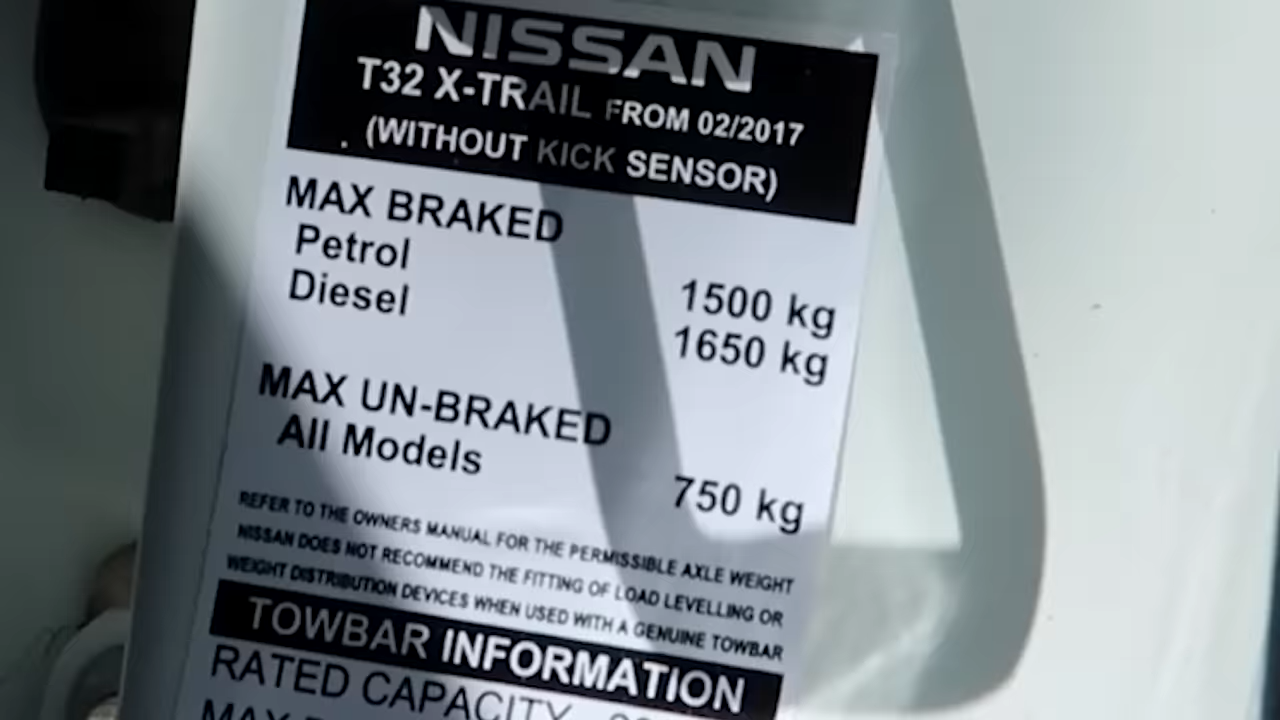 NISSAN
T32 X-TRAIL FROM 02/2017
(WITHOUT KICK SENSOR)
MAX BRAKED
Petrol 1500 kg
Diesel 1650 kg
MAX UN-BRAKED
All Models 750 kg
REFER TO THE OWNERS MANUAL FOR THE PERMISSIBLE AXLE WEIGHT
NISSAN DOES NOT RECOMMEND THE FITTING OF LOAD LEVELLING OR
WEIGHT DISTRIBUTION DEVICES WHEN USED WITH A GENUINE TOWBAR
TOWBAR INFORMATION
RATED CAPACITY
MAX